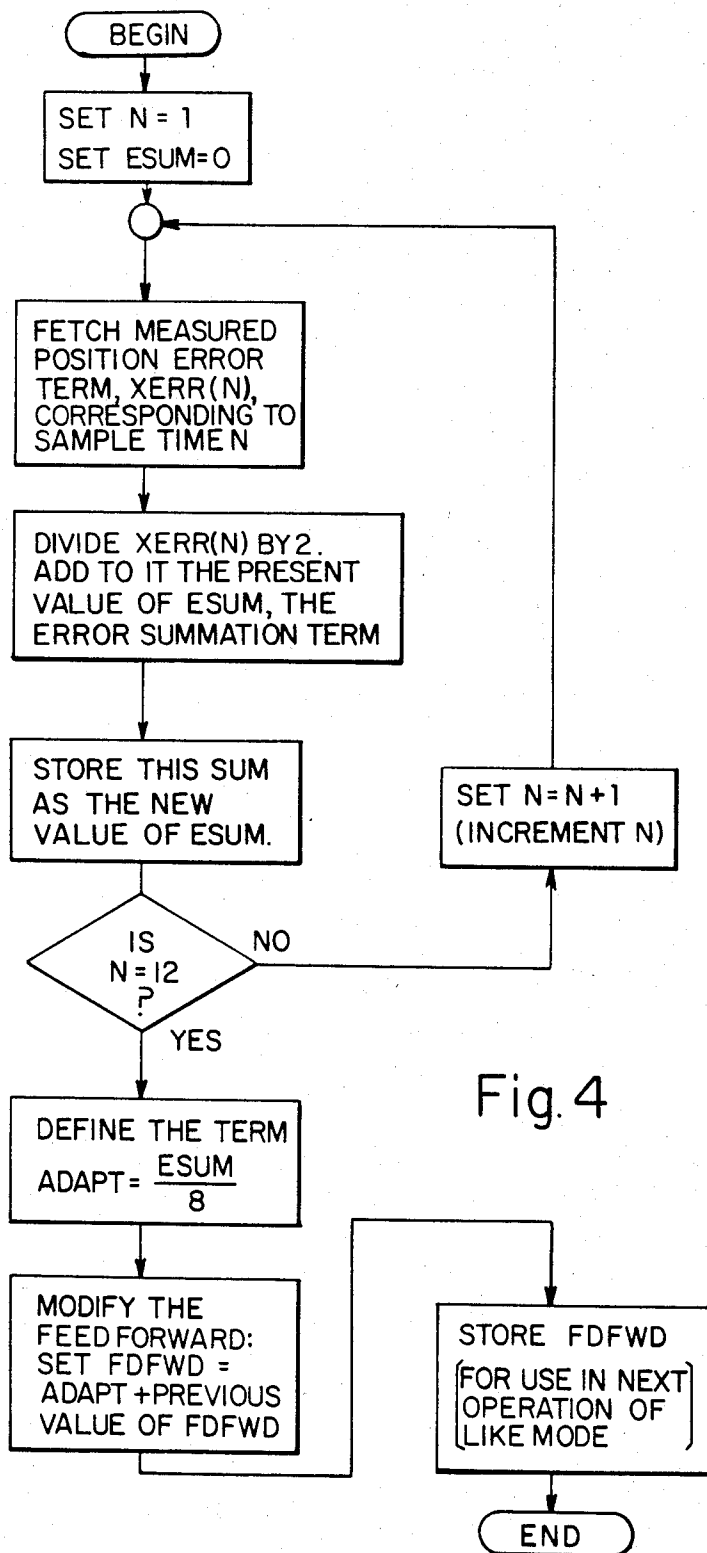 BEGIN
SET N = 1
SET ESUM=0
FETCH MEASURED
POSITION ERROR
TERM, XERR(N),
CORRESPONDING TO
SAMPLE TIME N
DIVIDE XERR(N) BY 2.
ADD TO IT THE PRESENT
VALUE OF ESUM, THE
ERROR SUMMATION TERM
STORE THIS SUM
AS THE NEW
VALUE OF ESUM.
SET N=N+1
(INCREMENT N)
IS
N=12
?
NO
YES
Fig. 4
DEFINE THE TERM
ADAPT= ESUM
8
MODIFY THE
FEED FORWARD:
SET FDFWD =
ADAPT+PREVIOUS
VALUE OF FDFWD
STORE FDFWD
[FOR USE IN NEXT
OPERATION OF
LIKE MODE]
END